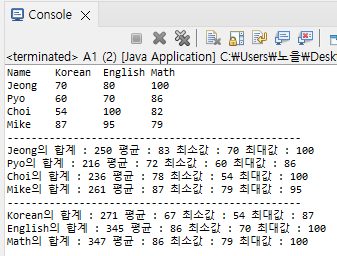 Console
<terminated> A1 (2) [Java Application] C:₩Users₩노을₩Desk
Name Korean English Math
Jeong 70 80 100
Pyo 60 70 86
Choi 54 100 82
Mike 87 95 79
----------------------------------------
Jeong의 합계 : 250 평균 : 83 최소값 : 70 최대값 : 100
Pyo의 합계 : 216 평균 : 72 최소값 : 60 최대값 : 86
Choi의 합계 : 236 평균 : 78 최소값 : 54 최대값 : 100
Mike의 합계 : 261 평균 : 87 최소값 : 79 최대값 : 95
----------------------------------------
Korean의 합계 : 271 평균 : 67 최소값 : 54 최대값 : 87
English의 합계 : 345 평균 : 86 최소값 : 70 최대값 : 100
Math의 합계 : 347 평균 : 86 최소값 : 79 최대값 : 100